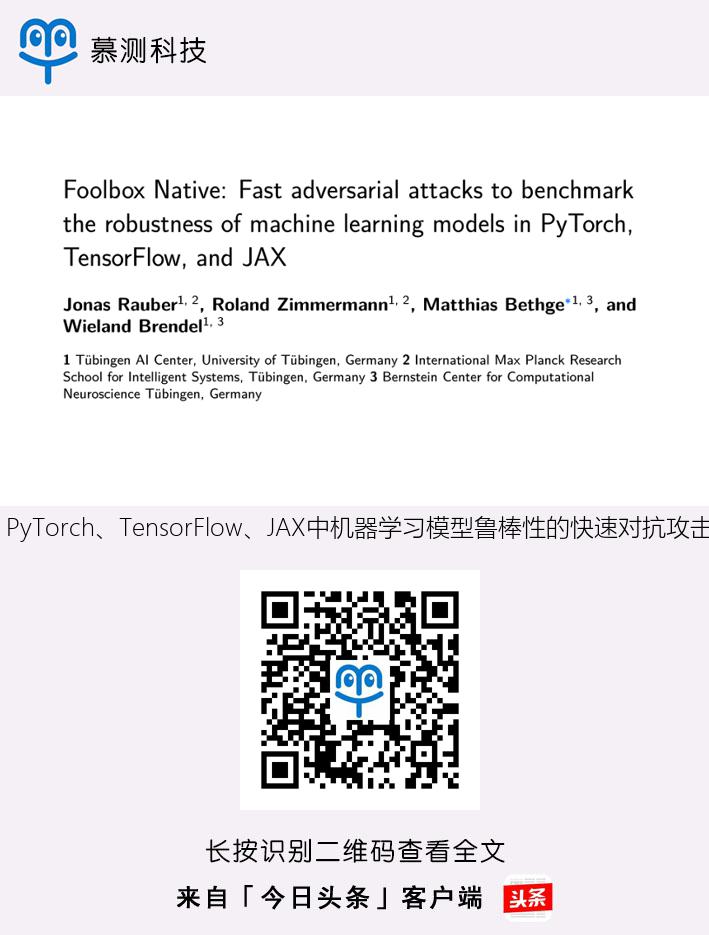 慕测科技
Foolbox Native: Fast adversarial attacks to benchmark
the robustness of machine learning models in PyTorch,
TensorFlow, and JAX
Jonas Rauber1, 2, Roland Zimmermann1, 2, Matthias Bethge*1, 3, and
Wieland Brendel1, 3
1 Tübingen AI Center, University of Tübingen, Germany 2 International Max Planck Research
School for Intelligent Systems, Tübingen, Germany 3 Bernstein Center for Computational
Neuroscience Tübingen, Germany
PyTorch、TensorFlow、JAX中机器学习模型鲁棒性的快速对抗攻击
长按识别二维码查看全文
来自「今日头条」客户端
头条